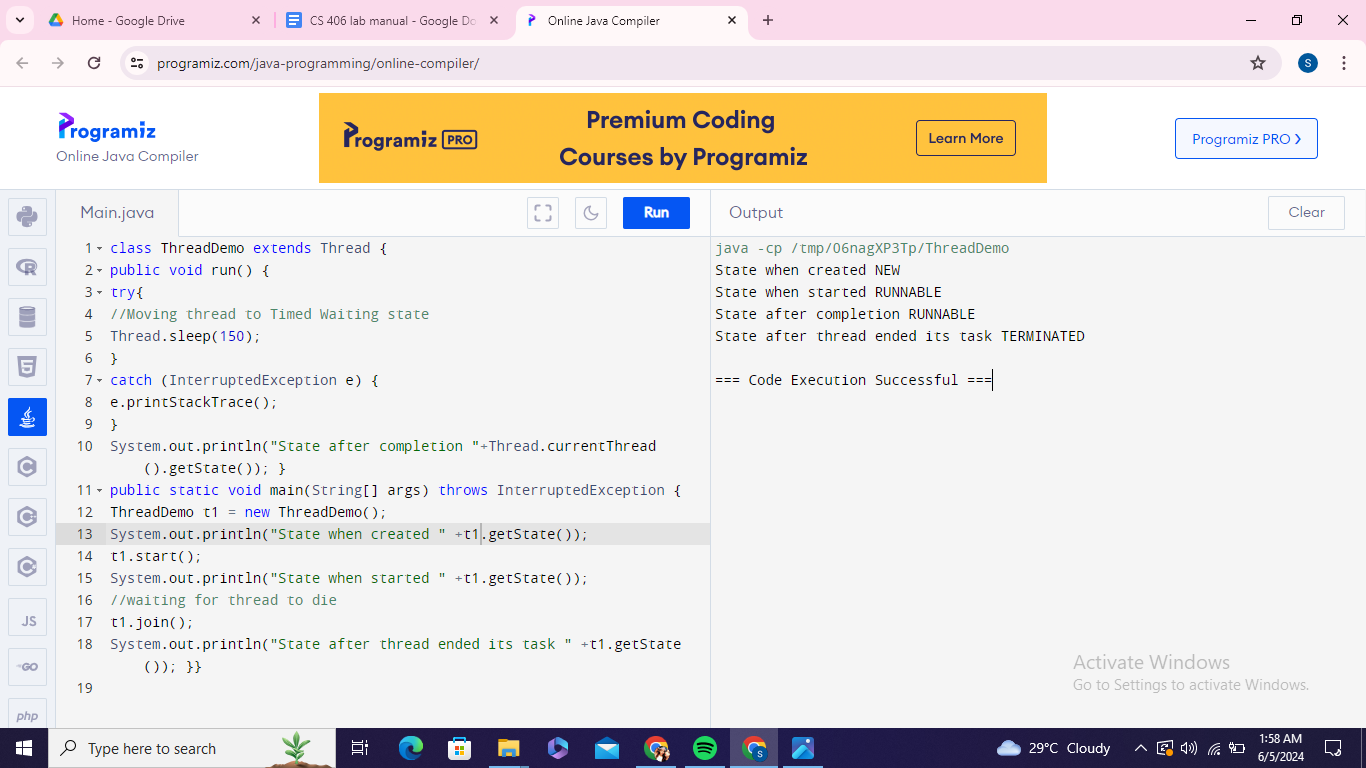 Home - Google Drive
CS 406 lab manual - Google Do
Online Java Compiler
programiz.com/java-programming/online-compiler/
S
Programiz
Online Java Compiler
Programiz PRO
Premium Coding
Courses by Programiz
Learn More
Programiz PRO
Main.java
Run
Output
Clear
1 class ThreadDemo extends Thread {
2 public void run() {
3 try{
4 //Moving thread to Timed Waiting state
5 Thread.sleep(150);
6 }
7 catch (InterruptedException e) {
8 e.printStackTrace();
9 }
10 System.out.println("State after completion "+Thread.currentThread
().getState()); }
11 public static void main(String[] args) throws InterruptedException {
12 ThreadDemo t1 = new ThreadDemo();
13 System.out.println("State when created " +t1.getState());
14 t1.start();
15 System.out.println("State when started " +t1.getState());
16 //waiting for thread to die
17 t1.join();
18 System.out.println("State after thread ended its task " +t1.getState
()); }}
19
java -cp /tmp/O6nagXP3Tp/ThreadDemo
State when created NEW
State when started RUNNABLE
State after completion RUNNABLE
State after thread ended its task TERMINATED
=== Code Execution Successful ===
JS
GO
php
Activate Windows
Go to Settings to activate Windows.
Type here to search
S
29°C Cloudy
1:58 AM
6/5/2024